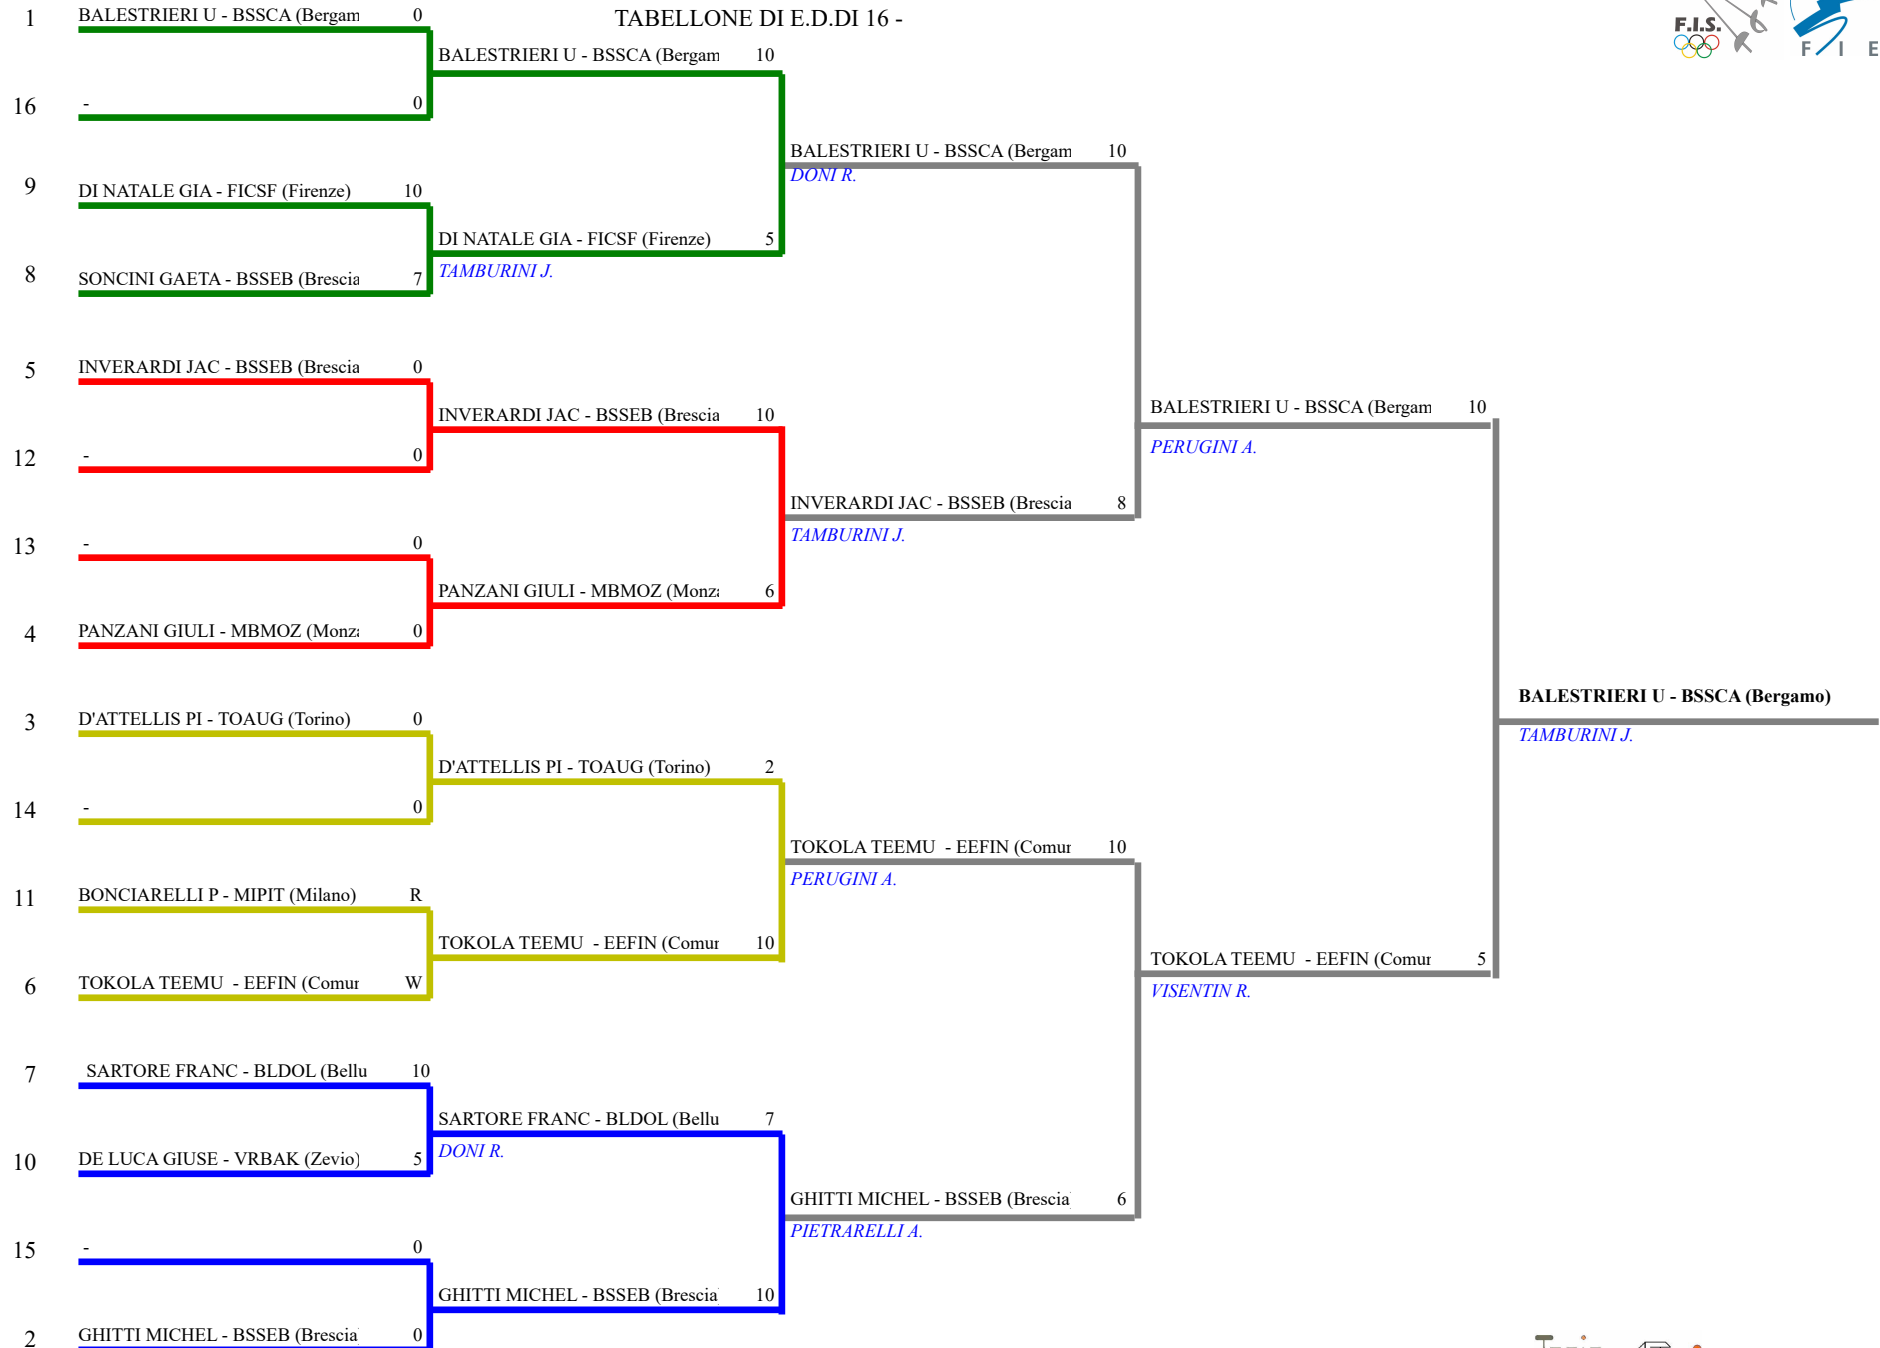 TABELLONE DI E.D.DI 16 -
F.I.S.
F I E
1 BALESTRIERI U - BSSCA (Bergam 0
BALESTRIERI U - BSSCA (Bergam 10
16 - 0
BALESTRIERI U - BSSCA (Bergam 10
DONI R.
9 DI NATALE GIA - FICSF (Firenze) 10
DI NATALE GIA - FICSF (Firenze) 5
TAMBURINI J.
8 SONCINI GAETA - BSSEB (Brescia 7
5 INVERARDI JAC - BSSEB (Brescia 0
INVERARDI JAC - BSSEB (Brescia 10
BALESTRIERI U - BSSCA (Bergam 10
PERUGINI A.
12 - 0
INVERARDI JAC - BSSEB (Brescia 8
TAMBURINI J.
13 - 0
PANZANI GIULI - MBMOZ (Monza 6
4 PANZANI GIULI - MBMOZ (Monza 0
BALESTRIERI U - BSSCA (Bergamo)
TAMBURINI J.
3 D'ATTELLIS PI - TOAUG (Torino) 0
D'ATTELLIS PI - TOAUG (Torino) 2
14 - 0
TOKOLA TEEMU - EEFIN (Comur 10
PERUGINI A.
11 BONCIARELLI P - MIPIT (Milano) R
TOKOLA TEEMU - EEFIN (Comur 10
TOKOLA TEEMU - EEFIN (Comur 5
VISENTIN R.
6 TOKOLA TEEMU - EEFIN (Comur W
7 SARTORE FRANC - BLDOL (Bellu 10
SARTORE FRANC - BLDOL (Bellu 7
DONI R.
10 DE LUCA GIUSE - VRBAK (Zevio) 5
GHITTI MICHEL - BSSEB (Brescia 6
PIETRARELLI A.
15 - 0
GHITTI MICHEL - BSSEB (Brescia 10
2 GHITTI MICHEL - BSSEB (Brescia 0